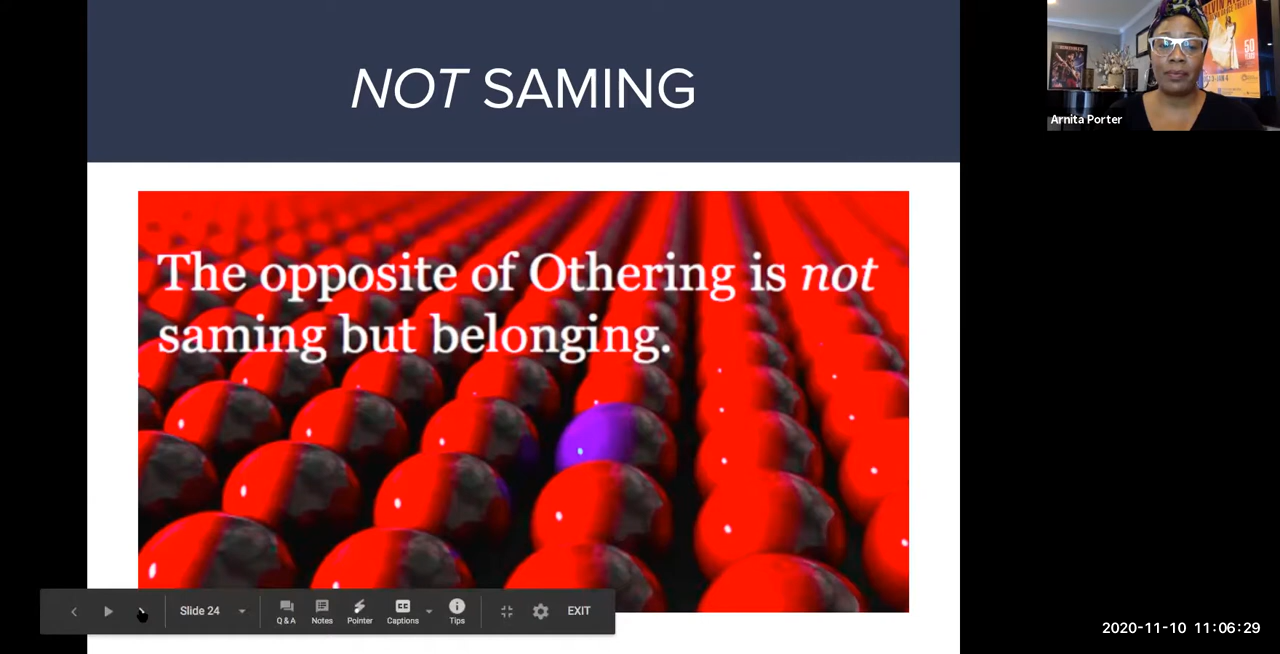 NOT SAMING
The opposite of Othering is not
saming but belonging.
Arnita Porter
Slide 24
Q & A
Notes
Pointer
CC
Captions
Tips
EXIT
2020-11-10 11:06:29